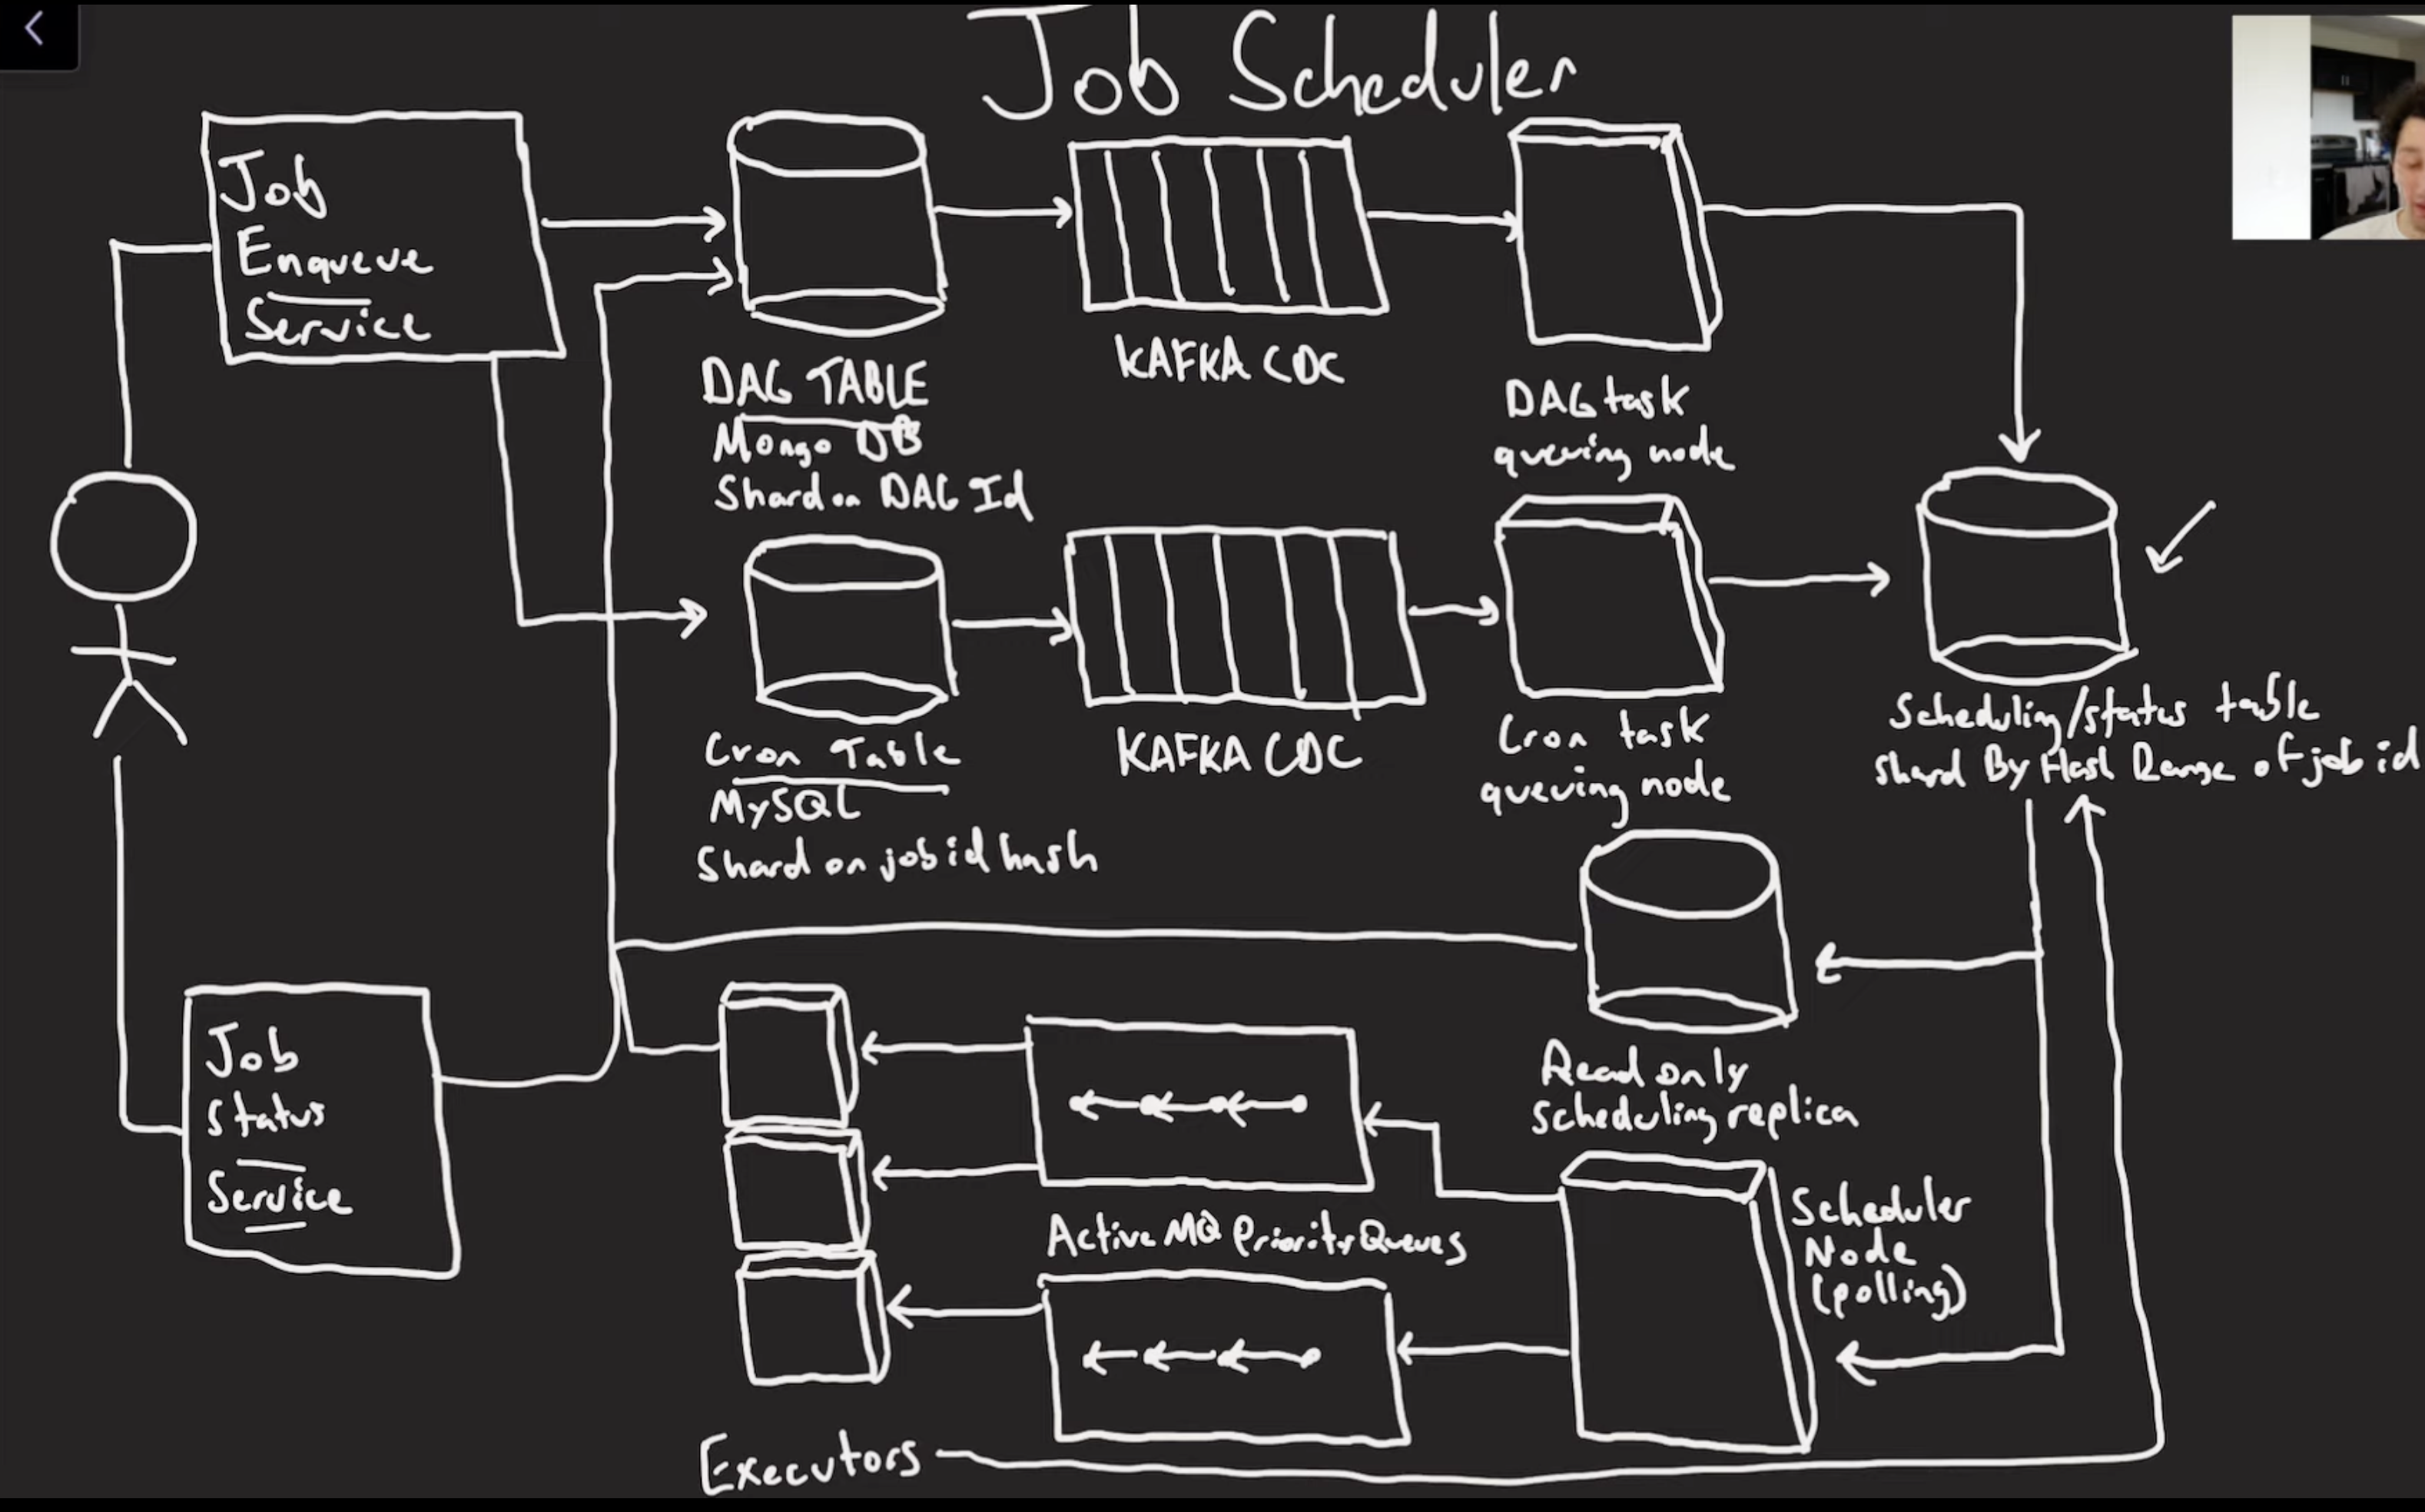 Job Scheduler
Job
Enqueue
Service
DAG TABLE
Mongo DB
Shard on DAG Id
KAFKA CDC
DAG task
queuing node
Cron Table
MySQL
Shard on job id hash
KAFKA CDC
Cron task
queuing node
Scheduling/status table
shard By Hash Range of job id
Job
Status
Service
Read only
scheduling replica
Active MQ Priority Queues
Scheduler
Node
(polling)
Executors